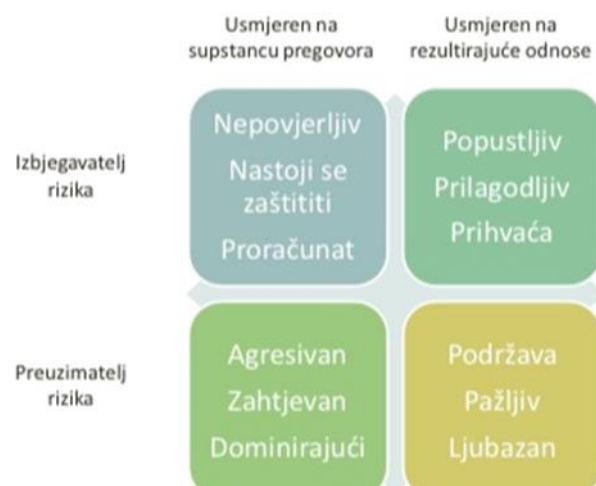 Usmjeren na
supstancu pregovora
Usmjeren na
rezultirajuće odnose
Izbjegavatelj
rizika
Nepovjerljiv
Nastoji se
zaštititi
Proračunat
Popustljiv
Prilagodljiv
Prihvaća
Preuzimatelj
rizika
Agresivan
Zahtjevan
Dominirajući
Podržava
Pažljiv
Ljubazan